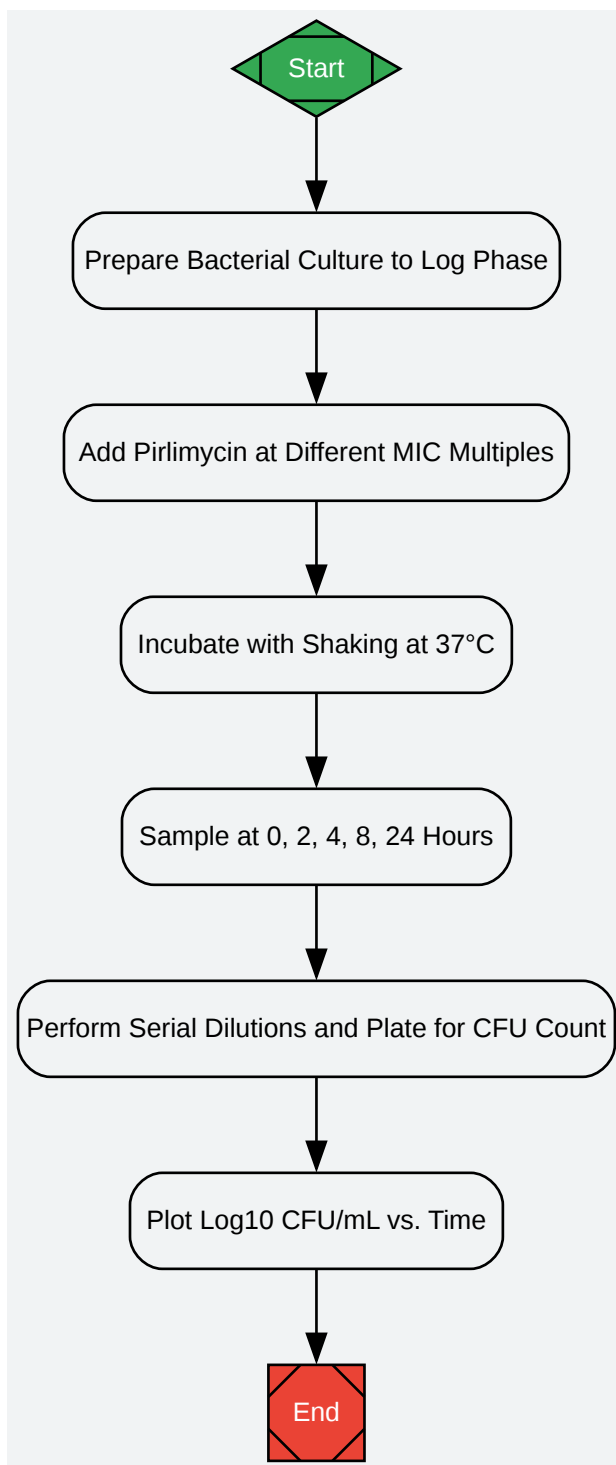 Start
Prepare Bacterial Culture to Log Phase
Add Pirlimycin at Different MIC Multiples
Incubate with Shaking at 37°C
Sample at 0, 2, 4, 8, 24 Hours
Perform Serial Dilutions and Plate for CFU Count
Plot Log10 CFU/mL vs. Time
End